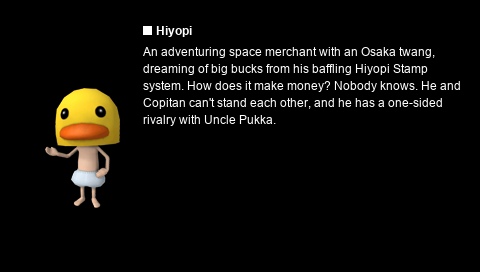 Hiyopi
An adventuring space merchant with an Osaka twang,
dreaming of big bucks from his baffling Hiyopi Stamp
system. How does it make money? Nobody knows. He and
Copitan can't stand each other, and he has a one-sided
rivalry with Uncle Pukka.